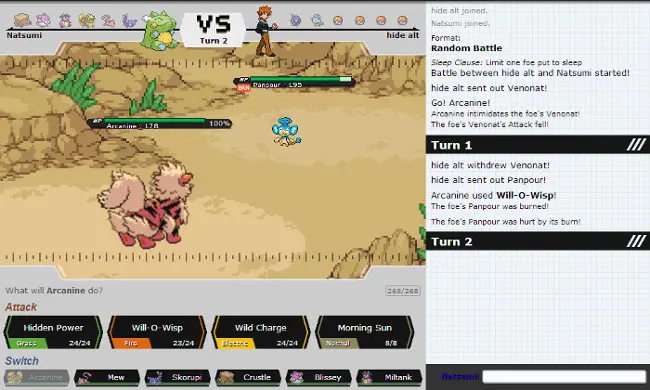 VS
Natsumi
Turn 2
hide alt
HP
BRN
Panpour ♂ L95
HP
Arcanine ♂ L78
100%
What will Arcanine do?
268/268
Attack
Hidden Power
Grass
24/24
Will-O-Wisp
Fire
23/24
Wild Charge
Electric
24/24
Morning Sun
Normal
8/8
Switch
Arcanine
Mew
Skorupi
Crustle
Blissey
Miltank
hide alt joined.
Natsumi joined.
Format:
Random Battle
Sleep Clause: Limit one foe put to sleep
Battle between hide alt and Natsumi started!
hide alt sent out Venonat!
Go! Arcanine!
Arcanine intimidates the foe's Venonat!
The foe's Venonat's Attack fell!
Turn 1
hide alt withdrew Venonat!
hide alt sent out Panpour!
Arcanine used Will-O-Wisp!
The foe's Panpour was burned!
The foe's Panpour was hurt by its burn!
Turn 2
Natsumi: